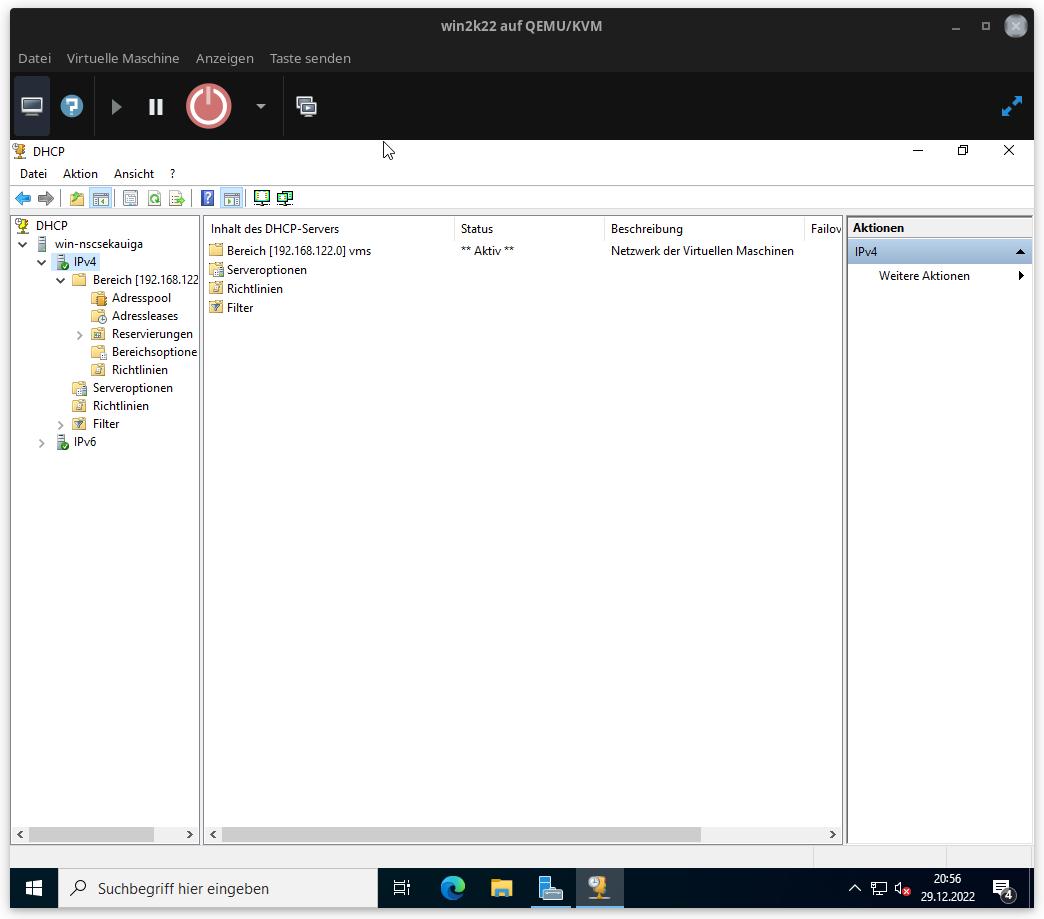 win2k22 auf QEMU/KVM
Datei Virtuelle Maschine Anzeigen Taste senden
DHCP
Datei Aktion Ansicht ?
DHCP
win-nscsekauiga
IPv4
Bereich [192.168.122
Adresspool
Adressleases
Reservierungen
Bereichsoptione
Richtlinien
Serveroptionen
Richtlinien
Filter
IPv6
Inhalt des DHCP-Servers Status Beschreibung Failov
Bereich [192.168.122.0] vms ** Aktiv ** Netzwerk der Virtuellen Maschinen
Serveroptionen
Richtlinien
Filter
Aktionen
IPv4
Weitere Aktionen
Suchbegriff hier eingeben
20:56
29.12.2022
4